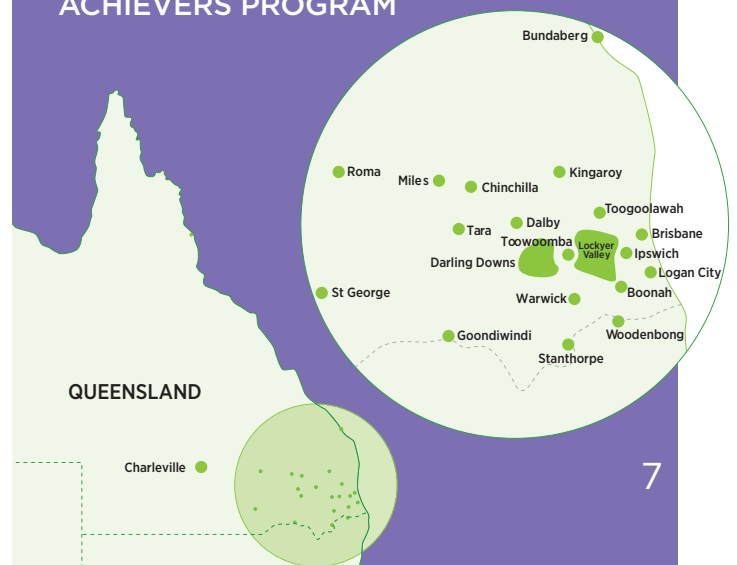 ACHIEVERS PROGRAM
Bundaberg
Roma
Miles
Chinchilla
Kingaroy
Toogoolawah
Tara
Dalby
Brisbane
Toowoomba
Lockyer
Valley
Ipswich
Darling Downs
Logan City
St George
Boonah
Warwick
Goondiwindi
Woodenbong
Stanthorpe
QUEENSLAND
Charleville
7